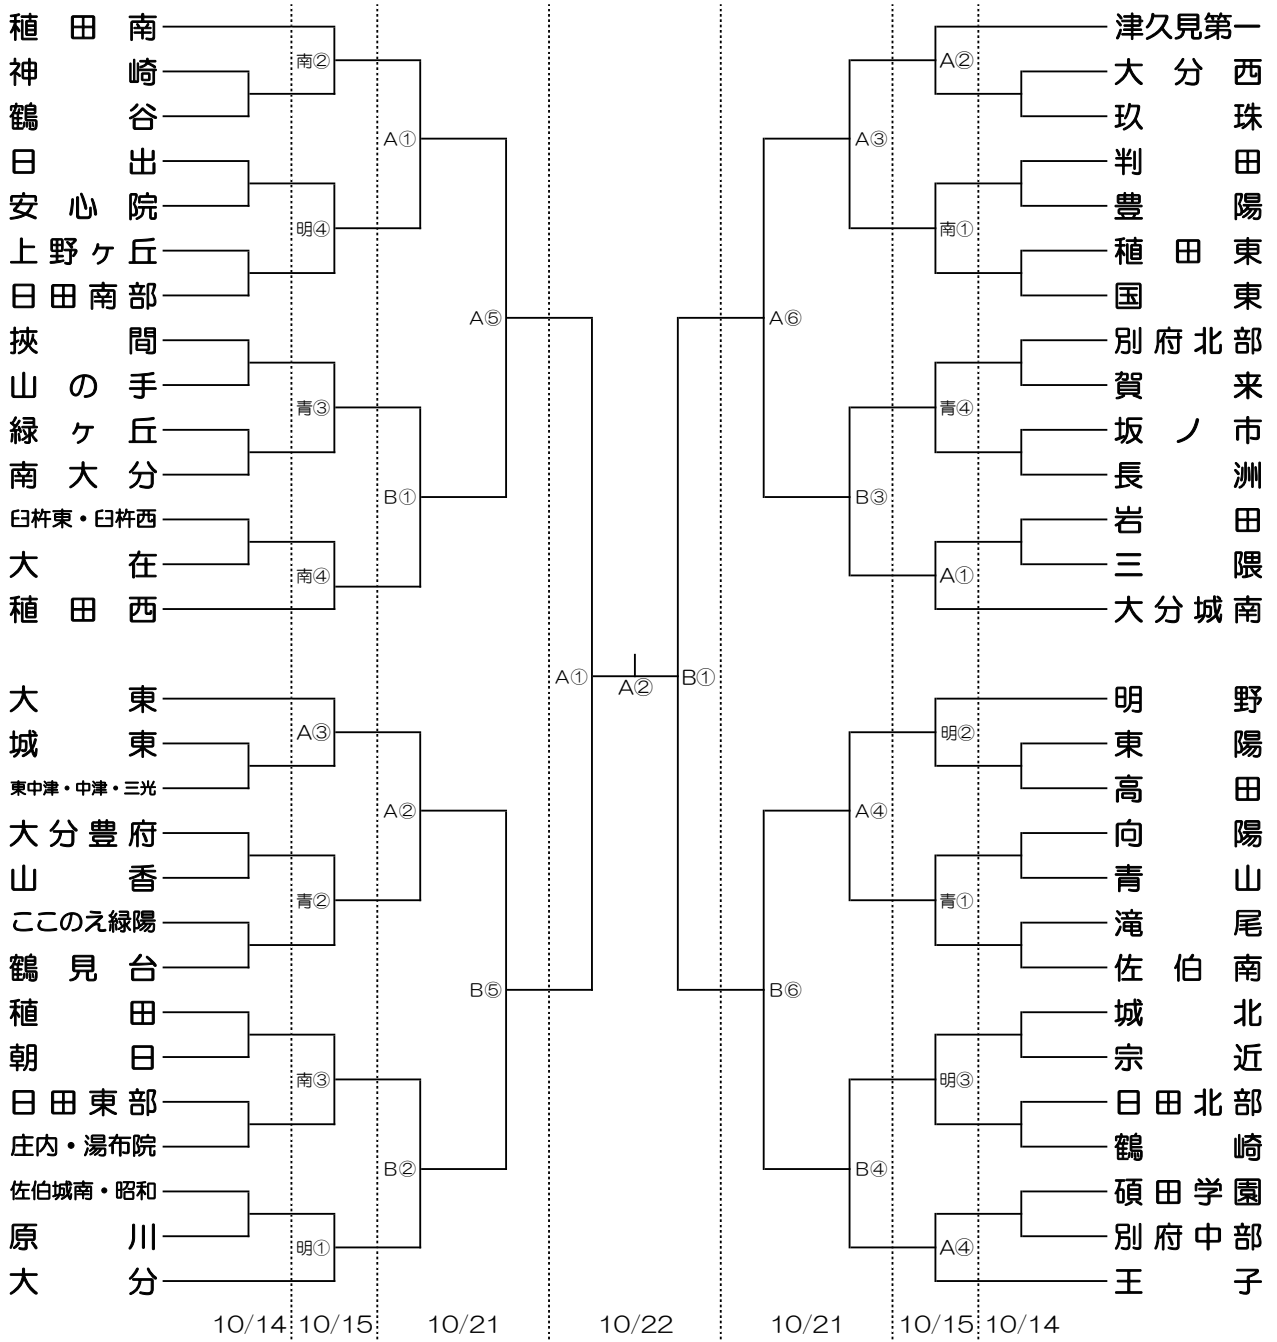 稙田南
神崎
鶴谷
日出
安心院
上野ヶ丘
日田南部
挾間
山の手
緑ヶ丘
南大分
臼杵東・臼杵西
大在
稙田西
大東
城東
東中津・中津・三光
大分豊府
山香
ここのえ緑陽
鶴見台
稙田
朝日
日田東部
庄内・湯布院
佐伯城南・昭和
原川
大分
南②
明④
青③
南④
A③
青②
南③
明①
A①
B①
A②
B②
A⑤
B⑤
A①
A②
B①
A⑥
B⑥
A③
B③
A④
B④
A②
南①
青④
A①
明②
青①
明③
A④
津久見第一
大分西
玖珠
判田
豊陽
稙田東
国東
別府北部
賀来
坂ノ市
長洲
岩田
三隈
大分城南
明野
東陽
高田
向陽
青山
滝尾
佐伯南
城北
宗近
日田北部
鶴崎
碩田学園
別府中部
王子
10/14 10/15 10/21 10/22 10/21 10/15 10/14